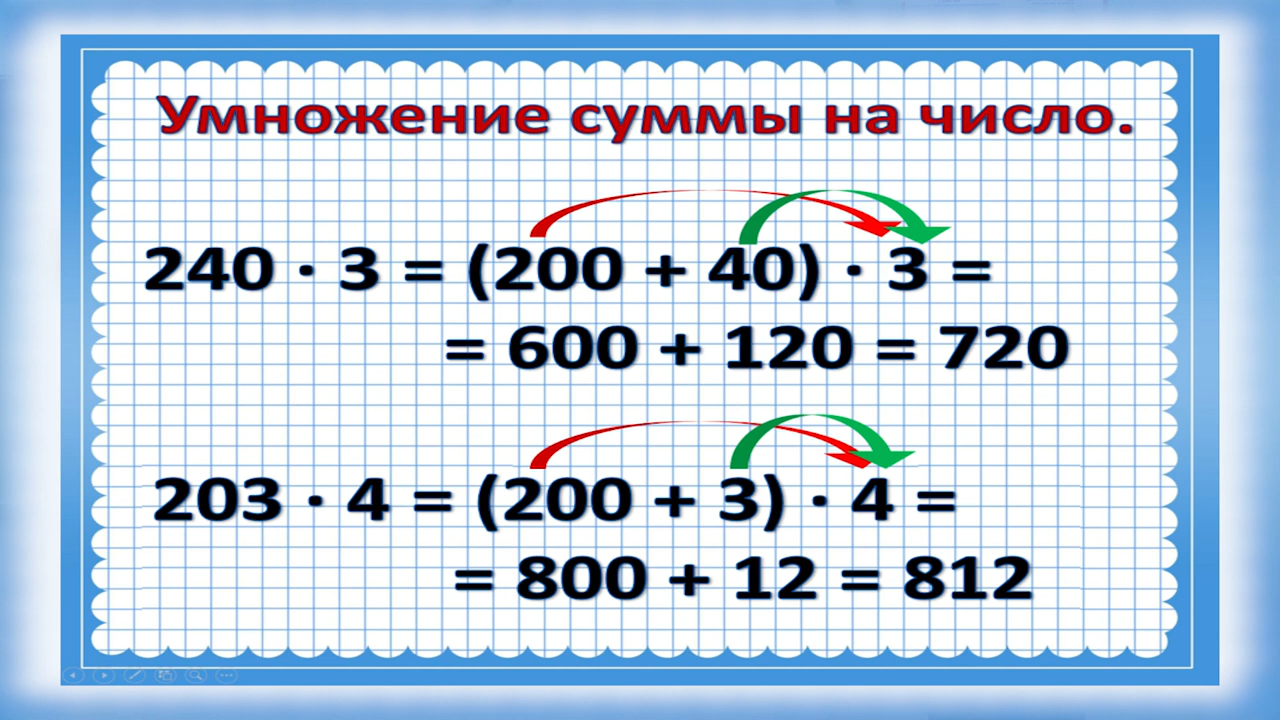 Умножение суммы на число.
240 · 3 = (200 + 40) · 3 =
= 600 + 120 = 720
203 · 4 = (200 + 3) · 4 =
= 800 + 12 = 812